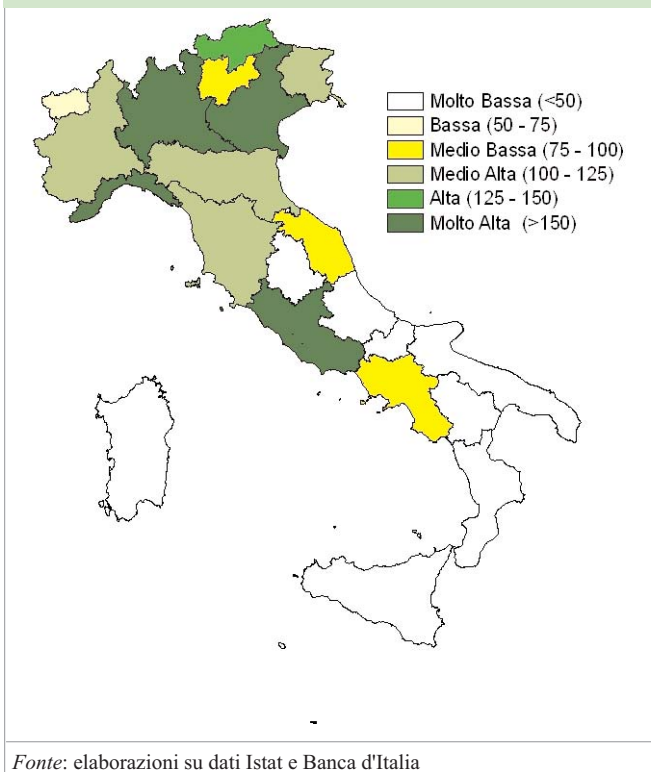 Molto Bassa (<50)
Bassa (50 - 75)
Medio Bassa (75 - 100)
Medio Alta (100 - 125)
Alta (125 - 150)
Molto Alta (>150)
Fonte: elaborazioni su dati Istat e Banca d'Italia